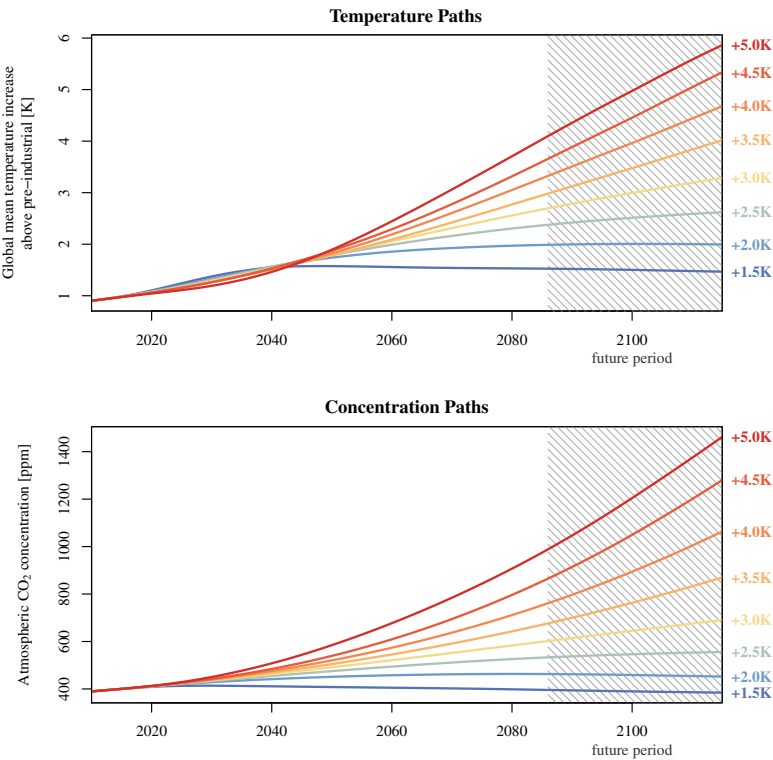 Temperature Paths
Global mean temperature increase
above pre−industrial [K]
6
5
4
3
2
1
+5.0K
+4.5K
+4.0K
+3.5K
+3.0K
+2.5K
+2.0K
+1.5K
2020 2040 2060 2080 2100
future period
Concentration Paths
Atmospheric CO₂ concentration [ppm]
1400
1200
1000
800
600
400
+5.0K
+4.5K
+4.0K
+3.5K
+3.0K
+2.5K
+2.0K
+1.5K
2020 2040 2060 2080 2100
future period